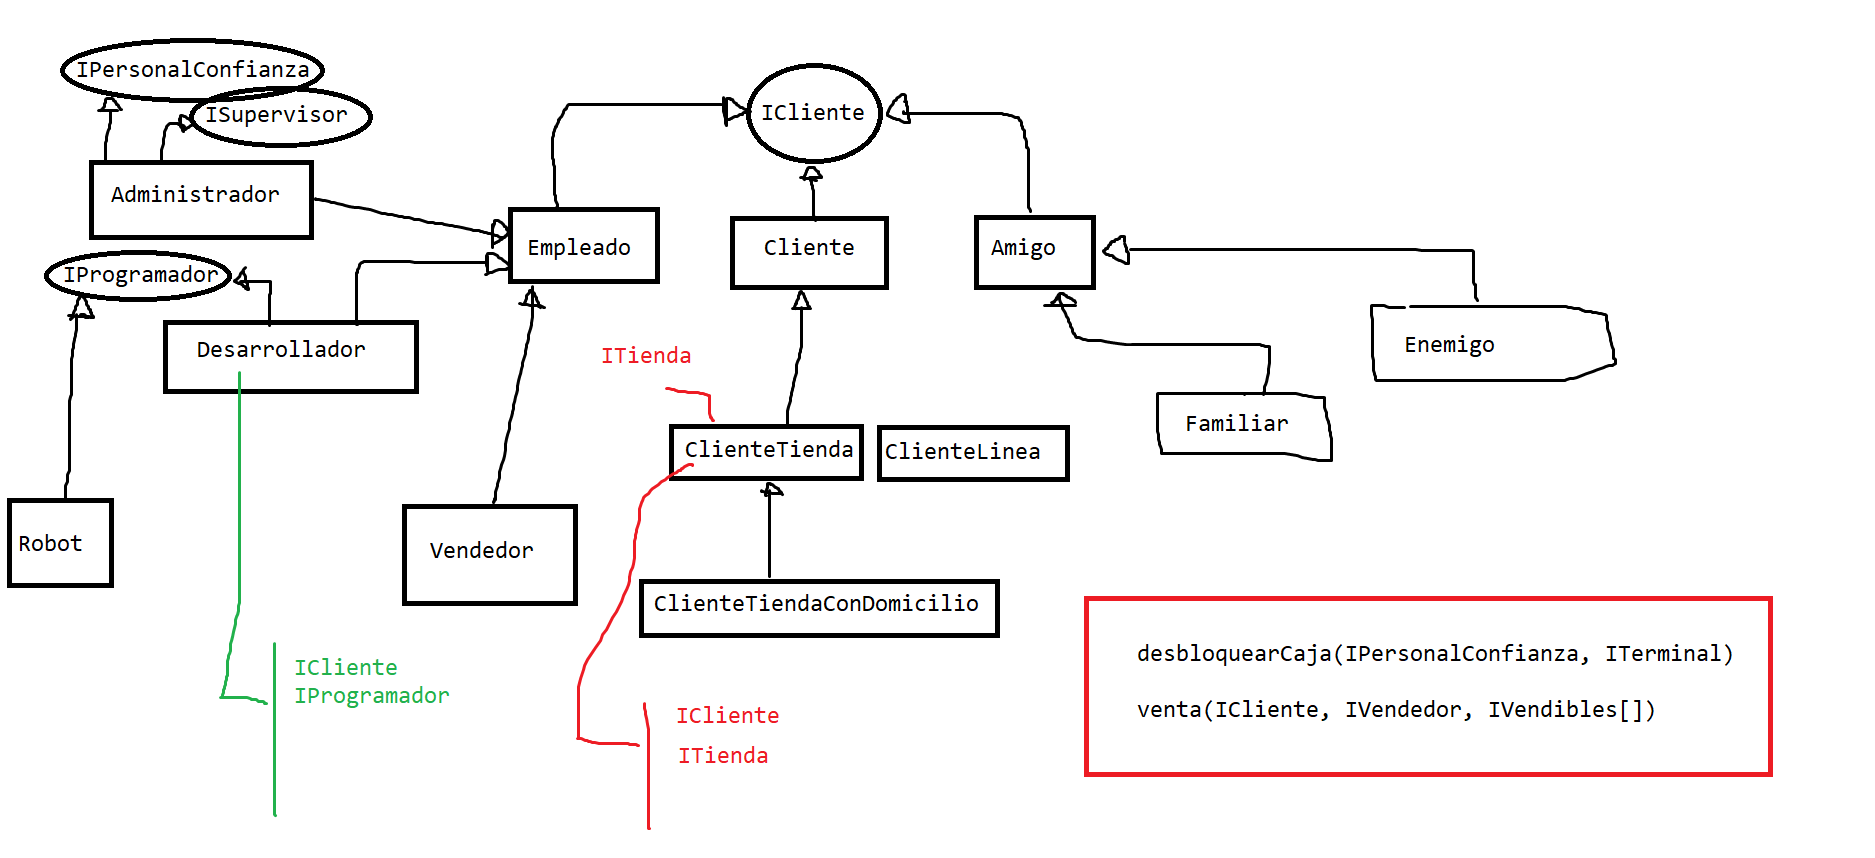 IPersonalConfianza
ISupervisor
ICliente
Administrador
Empleado
Cliente
Amigo
IProgramador
Desarrollador
ITienda
Enemigo
Familiar
ClienteTienda
ClienteLinea
Robot
Vendedor
ClienteTiendaConDomicilio
ICliente
IProgramador
ICliente
ITienda
desbloquearCaja(IPersonalConfianza, ITerminal)
venta(ICliente, IVendedor, IVendibles[])